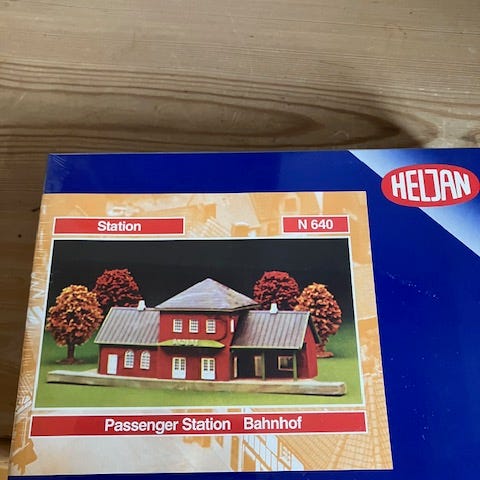 HELJAN
Station
N 640
Passenger Station Bahnhof